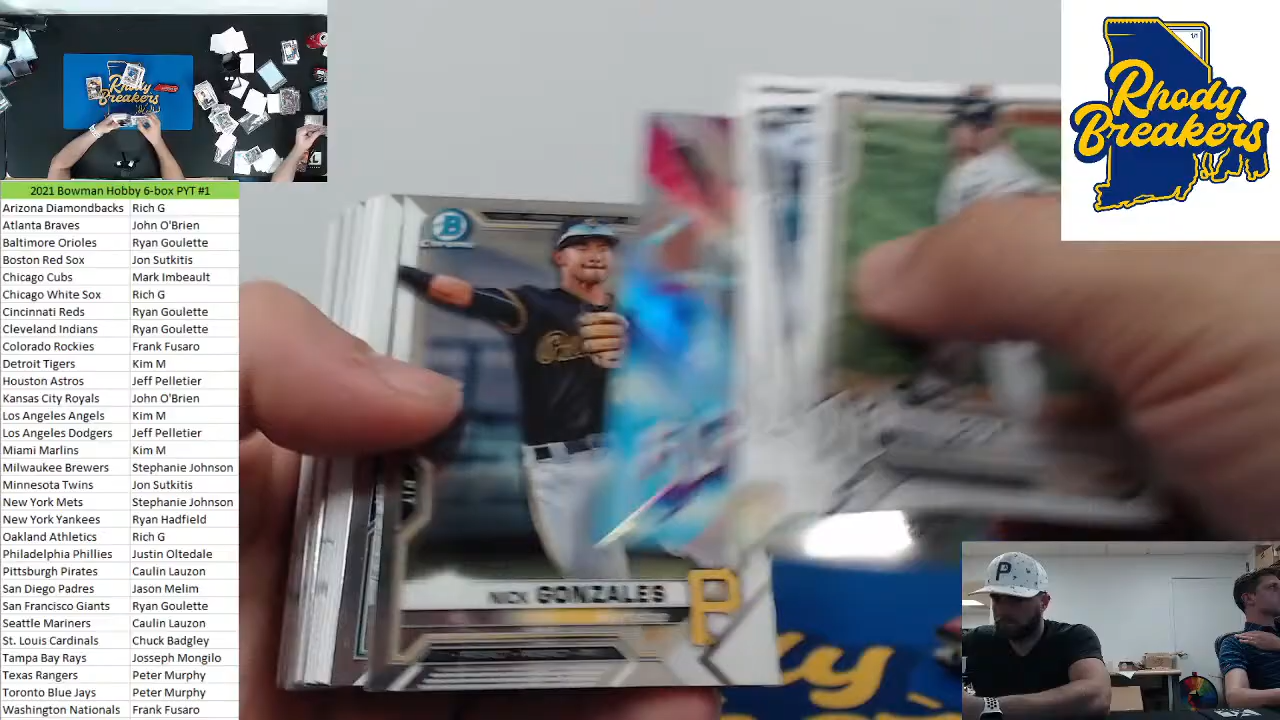 Rhody
Breakers
2021 Bowman Hobby 6-box PYT #1
Arizona Diamondbacks Rich G
Atlanta Braves John O'Brien
Baltimore Orioles Ryan Goulette
Boston Red Sox Jon Sutkitis
Chicago Cubs Mark Imbeault
Chicago White Sox Rich G
Cincinnati Reds Ryan Goulette
Cleveland Indians Ryan Goulette
Colorado Rockies Frank Fusaro
Detroit Tigers Kim M
Houston Astros Jeff Pelletier
Kansas City Royals John O'Brien
Los Angeles Angels Kim M
Los Angeles Dodgers Jeff Pelletier
Miami Marlins Kim M
Milwaukee Brewers Stephanie Johnson
Minnesota Twins Jon Sutkitis
New York Mets Stephanie Johnson
New York Yankees Ryan Hadfield
Oakland Athletics Rich G
Philadelphia Phillies Justin Oltedale
Pittsburgh Pirates Caulin Lauzon
San Diego Padres Jason Melim
San Francisco Giants Ryan Goulette
Seattle Mariners Caulin Lauzon
St. Louis Cardinals Chuck Badgley
Tampa Bay Rays Josseph Mongilo
Texas Rangers Peter Murphy
Toronto Blue Jays Peter Murphy
Washington Nationals Frank Fusaro
B
NICK GONZALES
P
P
Rhody
Breakers
1/1